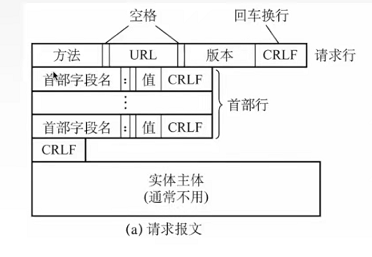 空格 回车换行
方法 URL 版本 CRLF 请求行
首部字段名 : 值 CRLF
⋮ 首部行
首部字段名 : 值 CRLF
CRLF
实体主体
(通常不用)
(a) 请求报文